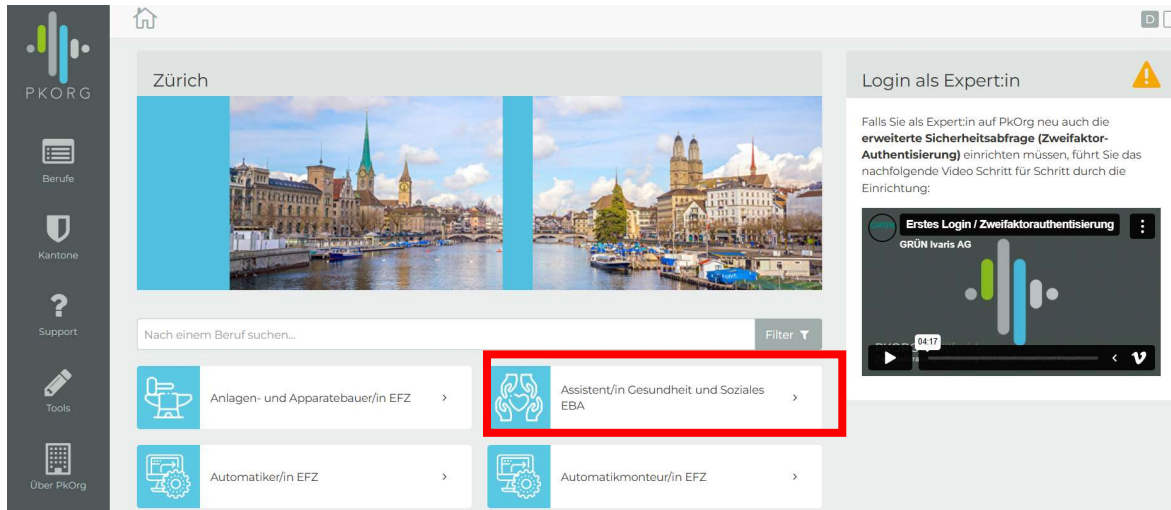 PKORG
Berufe
Kantone
?
Support
Tools
Über PkOrg
D
Zürich
Nach einem Beruf suchen...
Filter
Anlagen- und Apparatebauer/in EFZ
Assistent/in Gesundheit und Soziales
EBA
Automatiker/in EFZ
Automatikmonteur/in EFZ
Login als Expert:in
Falls Sie als Expert:in auf PkOrg neu auch die
erweiterte Sicherheitsabfrage (Zweifaktor-
Authentisierung) einrichten müssen, führt Sie das
nachfolgende Video Schritt für Schritt durch die
Einrichtung:
GRÜN
Erstes Login / Zweifaktorauthentisierung
GRÜN Ivaris AG
04:17